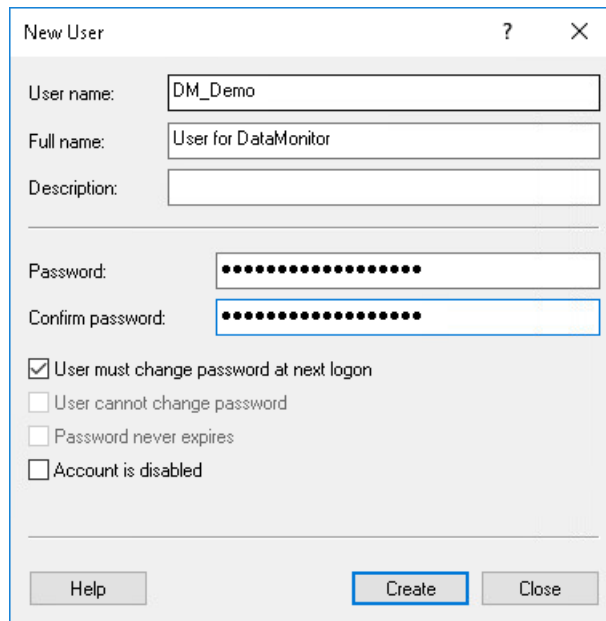 New User
?
User name:
DM_Demo
Full name:
User for DataMonitor
Description:
Password:
●●●●●●●●●●●●●●●●●●
Confirm password:
●●●●●●●●●●●●●●●●●●
User must change password at next logon
User cannot change password
Password never expires
Account is disabled
Help
Create
Close